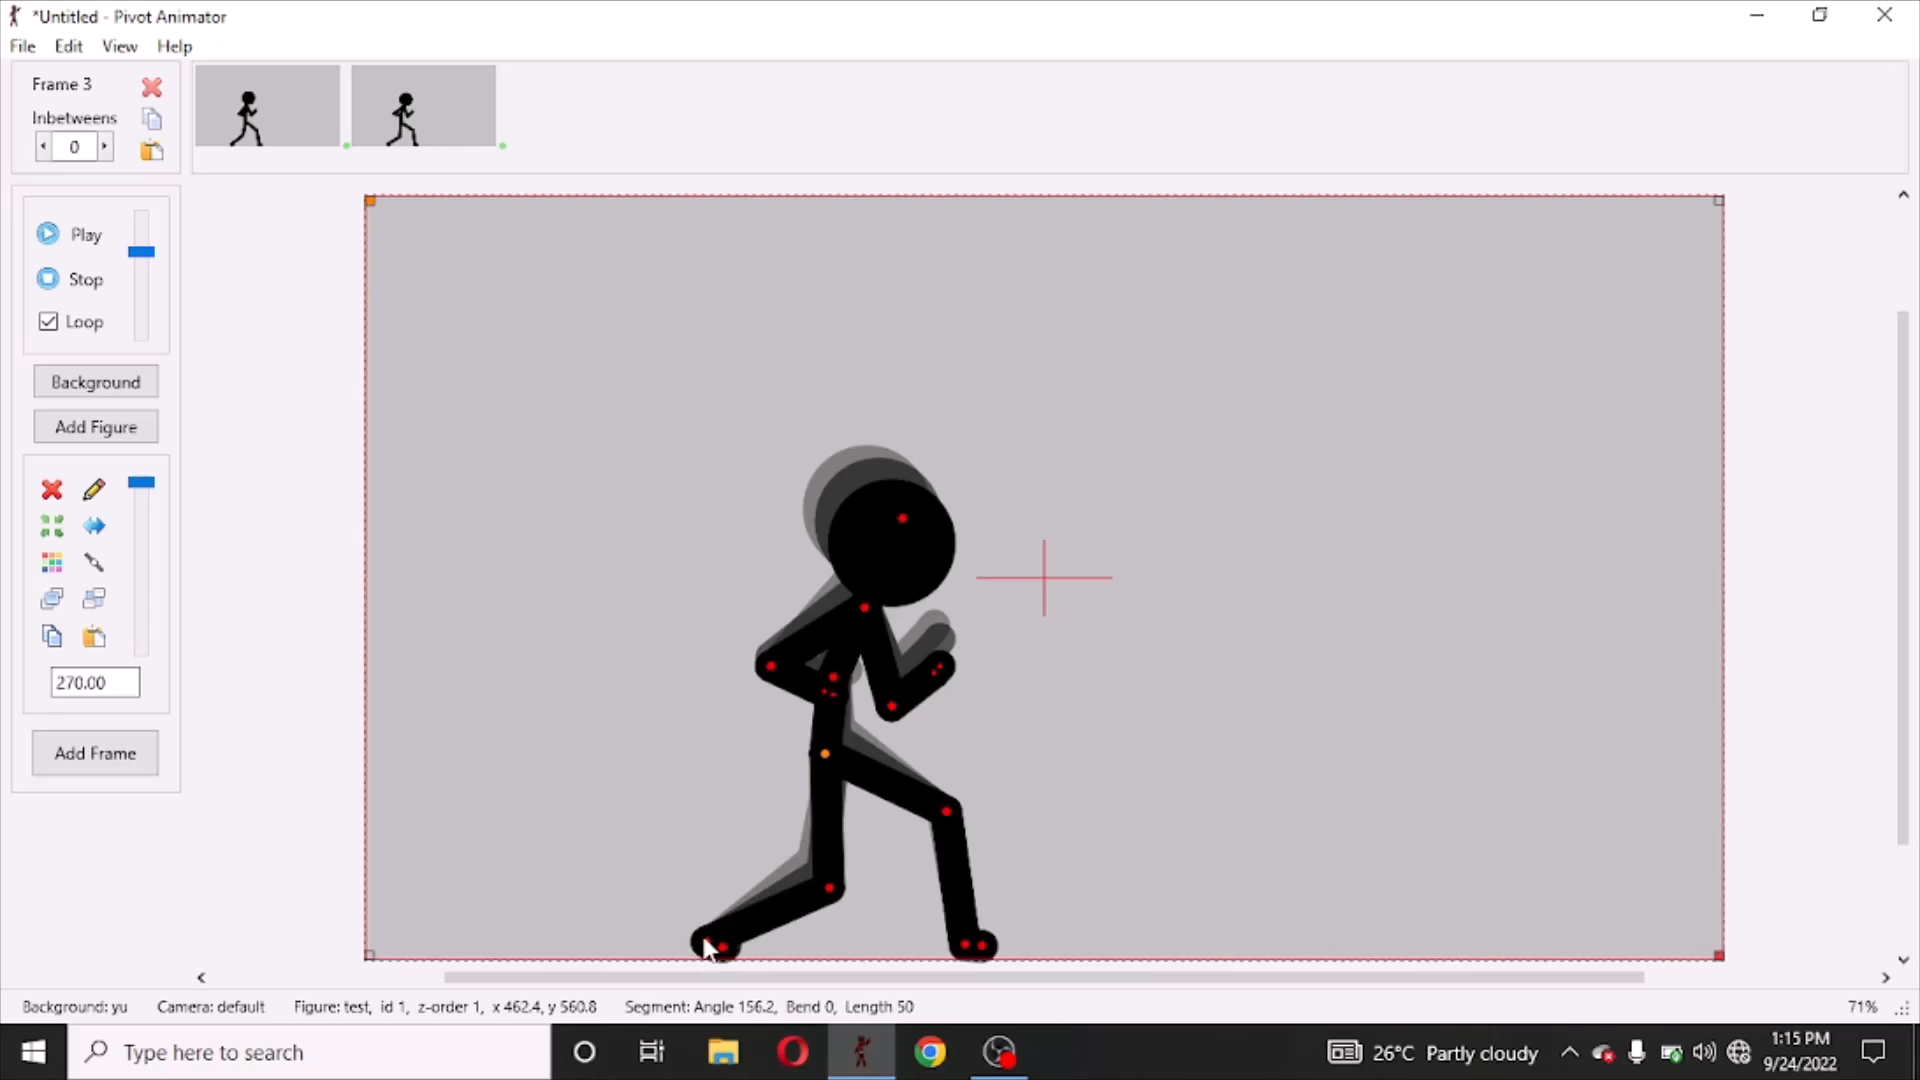 *Untitled - Pivot Animator
File Edit View Help
Frame 3
Inbetweens
0
Play
Stop
Loop
Background
Add Figure
270.00
Add Frame
Background: yu Camera: default Figure: test, id 1, z-order 1, x 462.4, y 560.8 Segment: Angle 156.2, Bend 0, Length 50 71%
Type here to search 26°C Partly cloudy 1:15 PM
9/24/2022